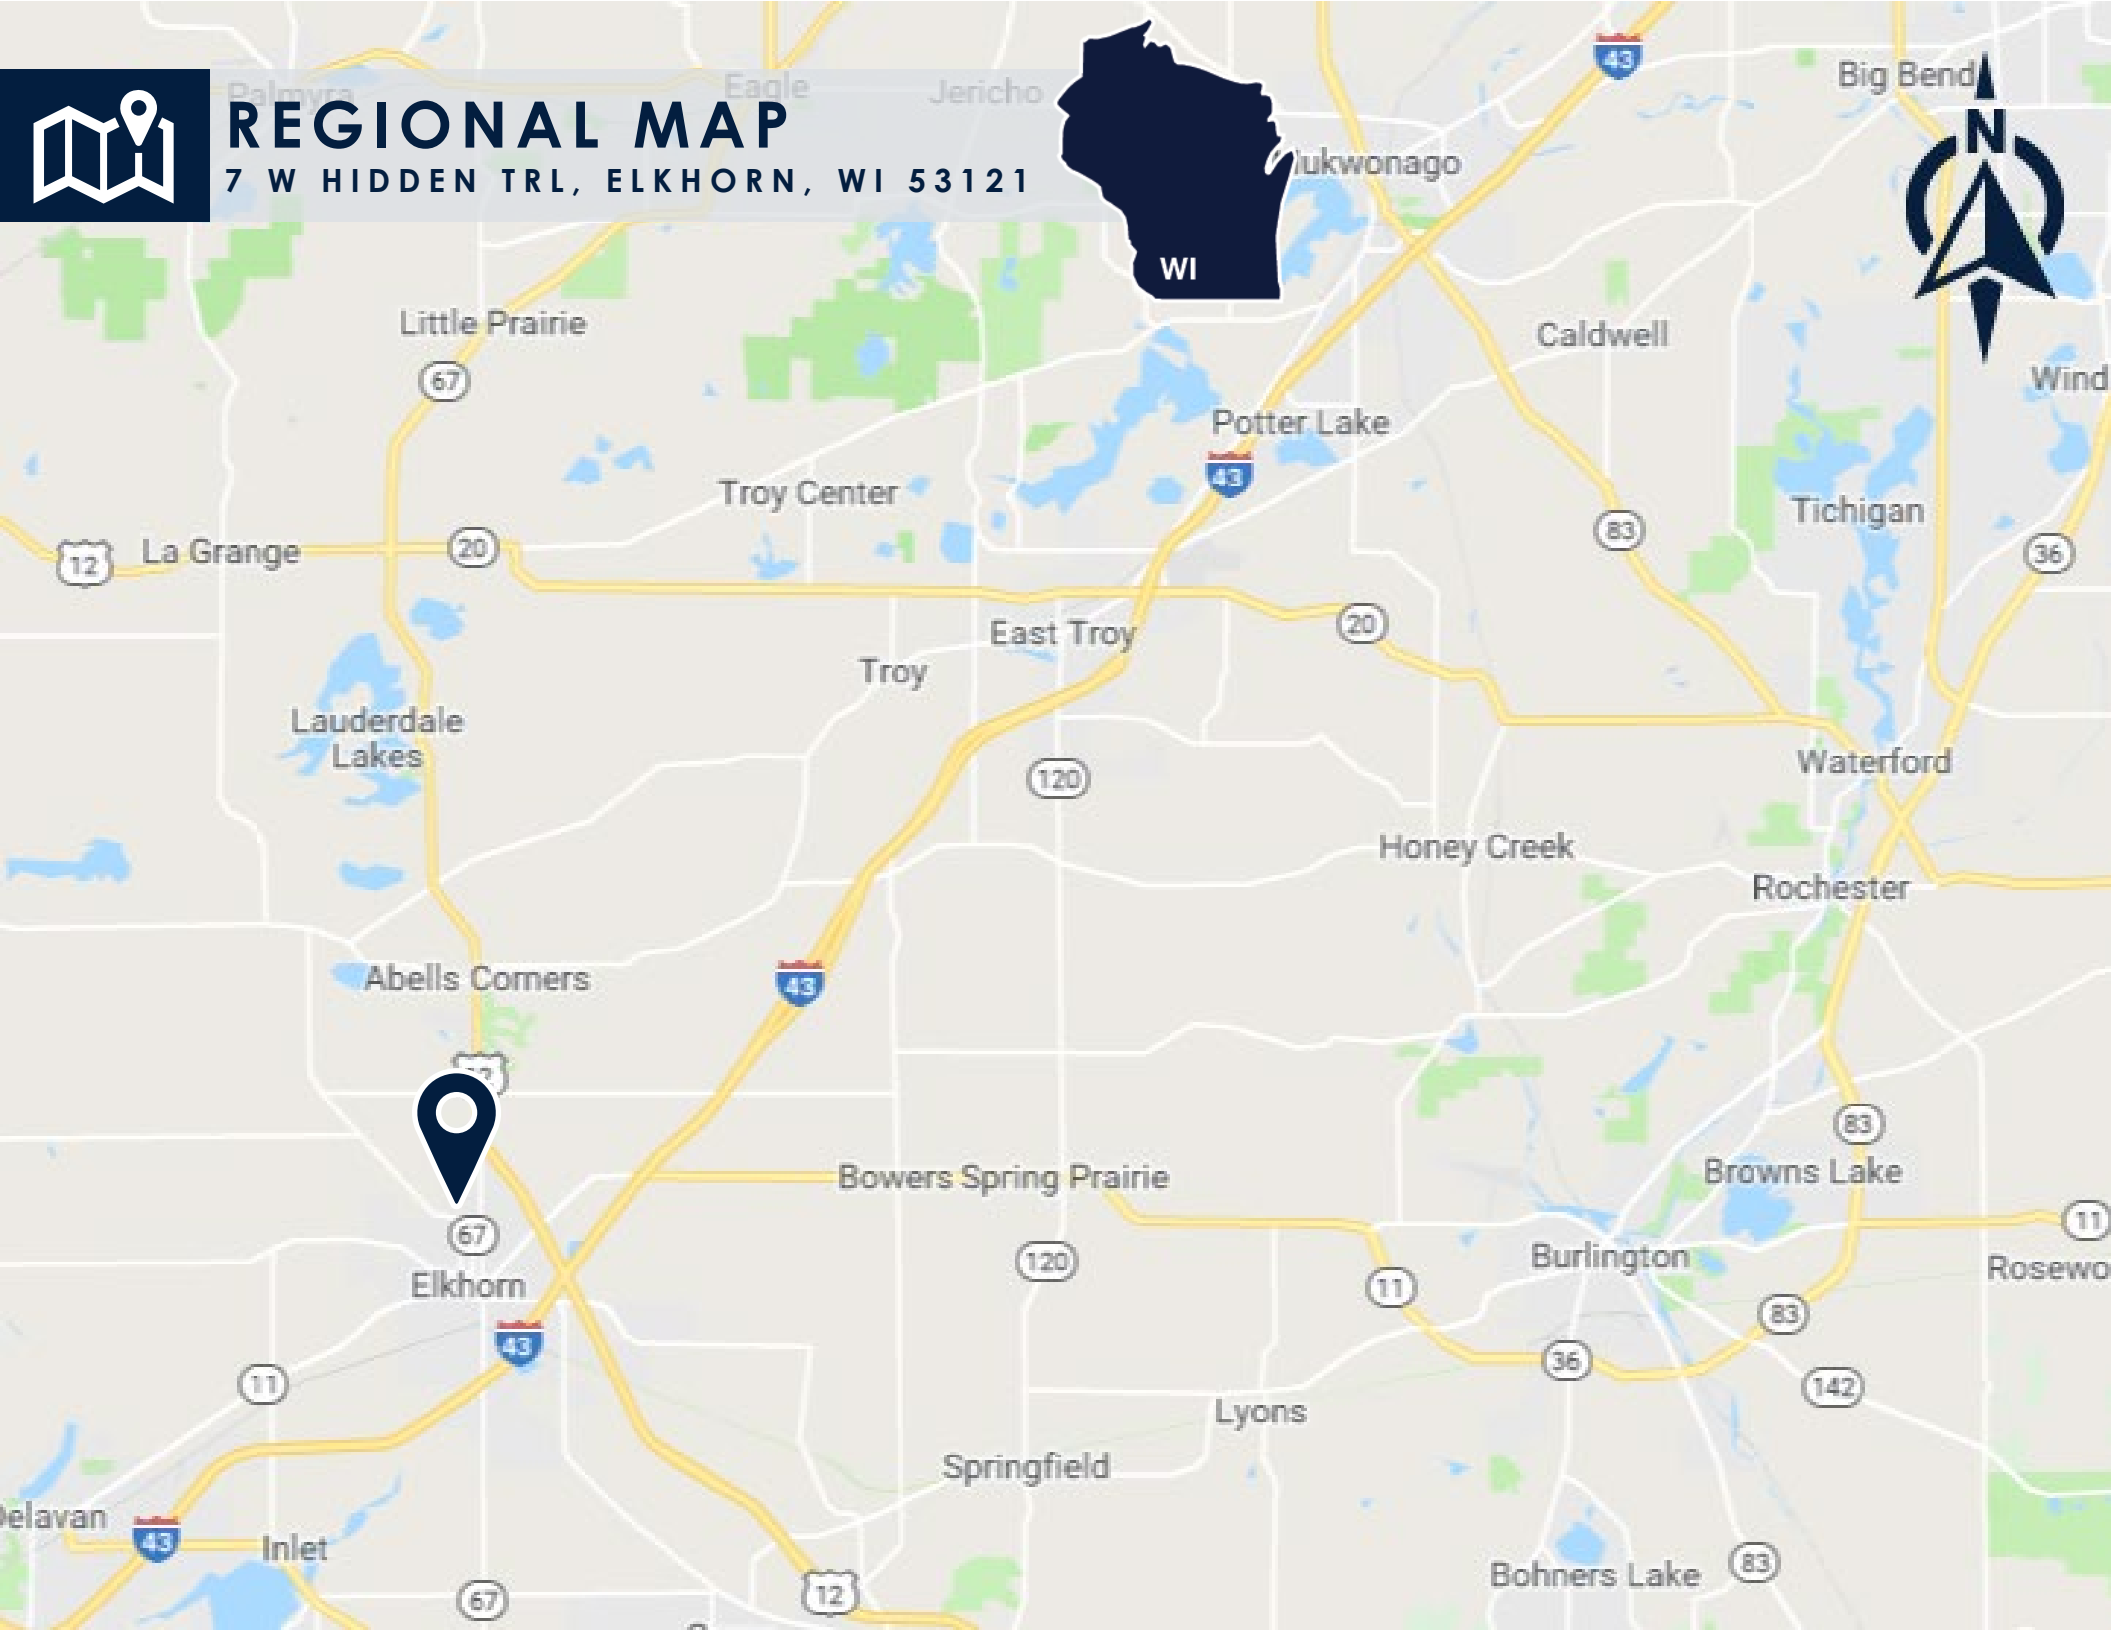 43
Big Bend
Palmyra
Eagle
Jericho
REGIONAL MAP
7 W HIDDEN TRL, ELKHORN, WI 53121
N
WI
Little Prairie
67
Caldwell
Wind
Potter Lake
43
Troy Center
Tichigan
83
36
12
La Grange
20
20
East Troy
Troy
Lauderdale
Lakes
120
Waterford
Honey Creek
Rochester
Abells Corners
43
83
Bowers Spring Prairie
Browns Lake
67
120
11
Burlington
Elkhorn
Rosewo
11
83
43
36
11
142
Lyons
Springfield
43
Inlet
83
Bohners Lake
67
12